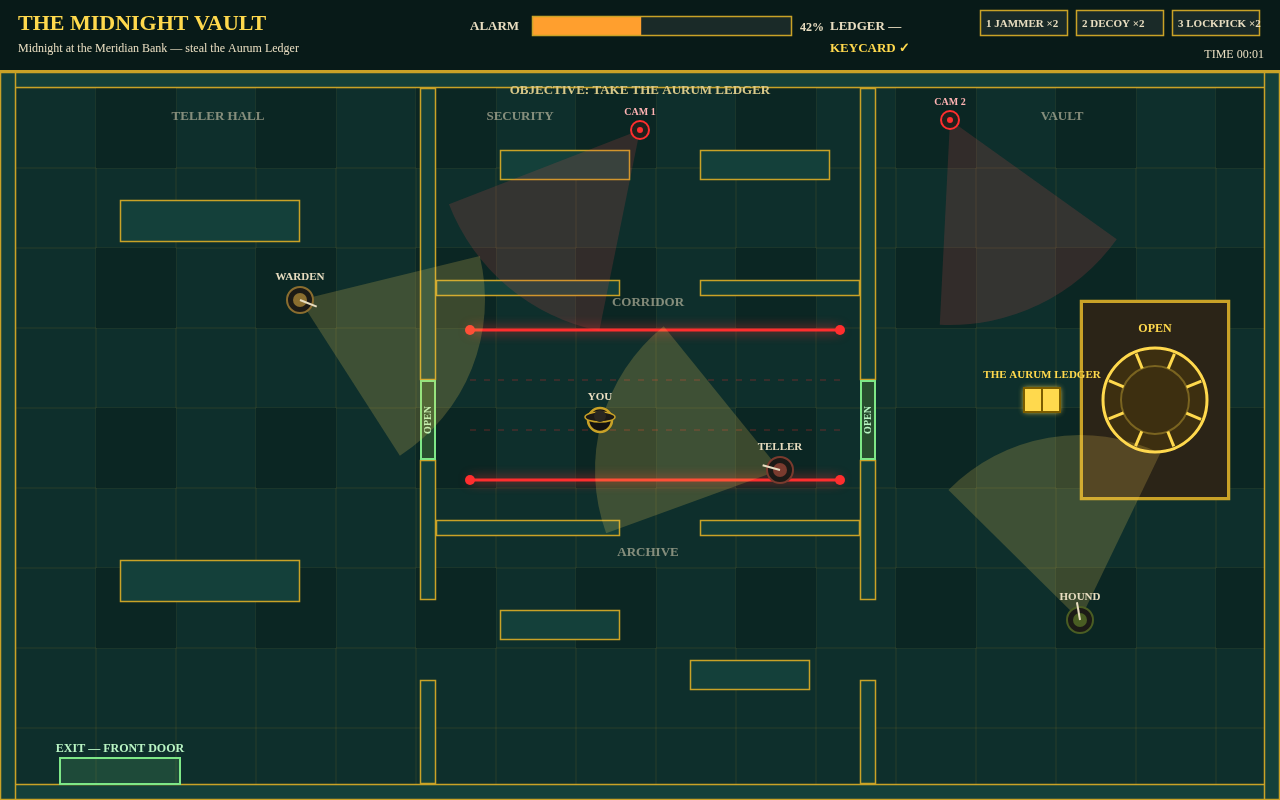 THE MIDNIGHT VAULT
Midnight at the Meridian Bank — steal the Aurum Ledger
ALARM
42%
LEDGER —
KEYCARD ✓
1 JAMMER ×2
2 DECOY ×2
3 LOCKPICK ×2
TIME 00:01
OBJECTIVE: TAKE THE AURUM LEDGER
TELLER HALL
SECURITY
CAM 1
CAM 2
VAULT
WARDEN
CORRIDOR
OPEN
THE AURUM LEDGER
YOU
OPEN
OPEN
TELLER
ARCHIVE
HOUND
EXIT — FRONT DOOR